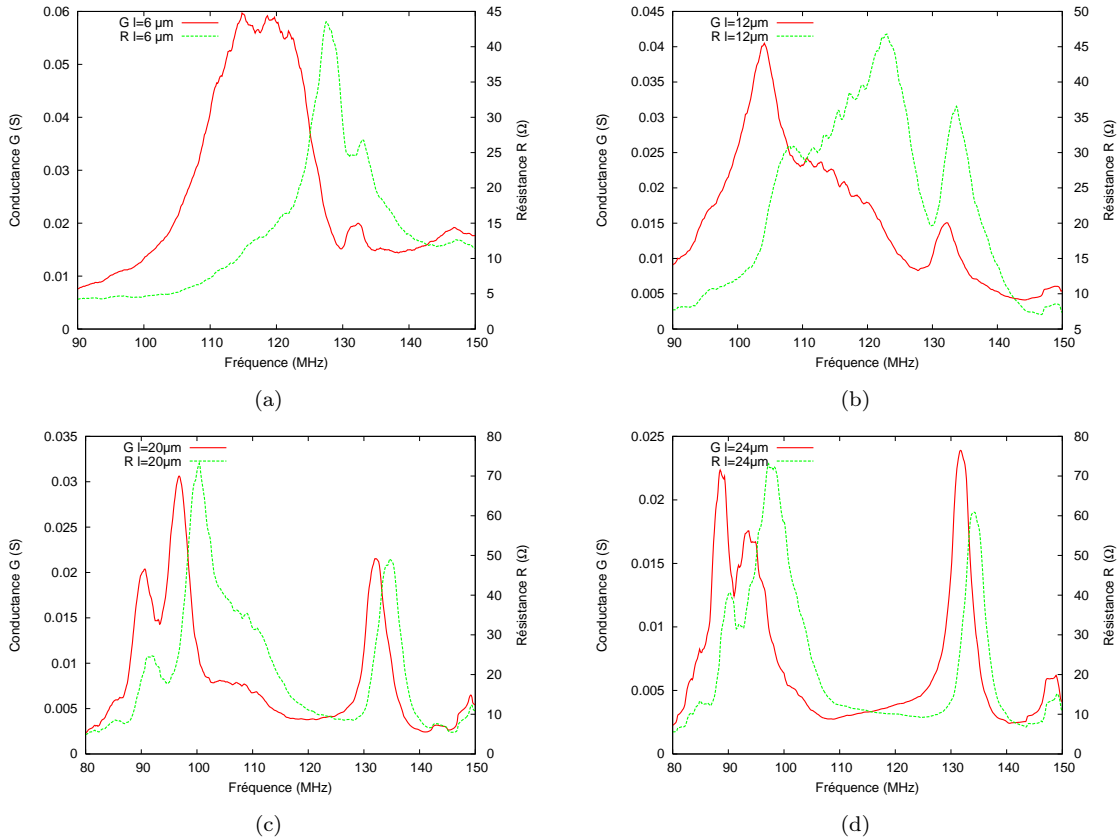 G l=6 µm
R l=6 µm
0.06
0.05
0.04
0.03
0.02
0.01
0
45
40
35
30
25
20
15
10
5
0
90 100 110 120 130 140 150
Conductance G (S)
Résistance R (Ω)
Fréquence (MHz)
(a)
G l=12µm
R l=12µm
0.045
0.04
0.035
0.03
0.025
0.02
0.015
0.01
0.005
0
50
45
40
35
30
25
20
15
10
5
90 100 110 120 130 140 150
Conductance G (S)
Résistance R (Ω)
Fréquence (MHz)
(b)
G l=20µm
R l=20µm
0.035
0.03
0.025
0.02
0.015
0.01
0.005
0
80
70
60
50
40
30
20
10
0
80 90 100 110 120 130 140 150
Conductance G (S)
Résistance R (Ω)
Fréquence (MHz)
(c)
G l=24µm
R l=24µm
0.025
0.02
0.015
0.01
0.005
0
80
70
60
50
40
30
20
10
0
80 90 100 110 120 130 140 150
Conductance G (S)
Résistance R (Ω)
Fréquence (MHz)
(d)